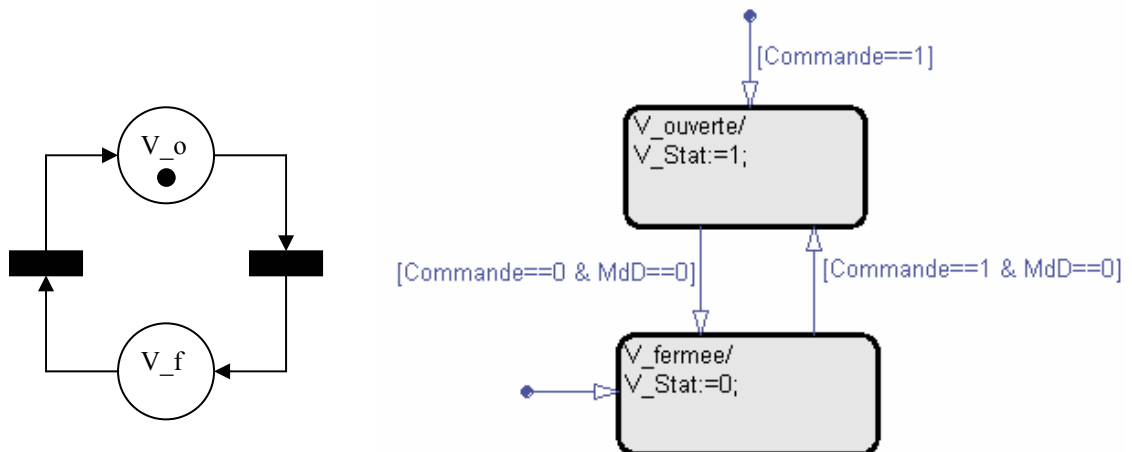 V_o
V_f
[Commande==1]
V_ouverte/
V_Stat:=1;
[Commande==0 & MdD==0]
[Commande==1 & MdD==0]
V_fermee/
V_Stat:=0;